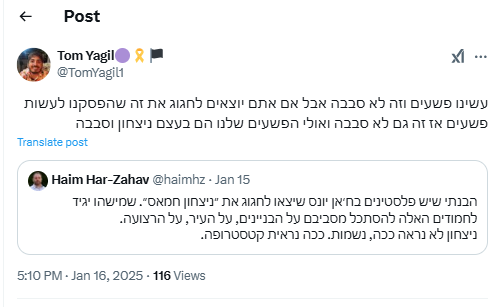 Post
Tom Yagil🟣🎗️🏴
@TomYagil1
עשינו פשעים וזה לא סבבה אבל אם אתם יוצאים לחגוג את זה שהפסקנו לעשות
פשעים אז זה גם לא סבבה ואולי הפשעים שלנו הם בעצם ניצחון וסבבה
Translate post
Haim Har-Zahav @haimhz · Jan 15
הבנתי שיש פלסטינים בח׳אן יונס שיצאו לחגוג את ״ניצחון חמאס״. שמישהו יגיד
לחמודים האלה להסתכל מסביבם על הבניינים, על העיר, על הרצועה.
ניצחון לא נראה ככה, נשמות. ככה נראית קטסטרופה.
5:10 PM · Jan 16, 2025 · 116 Views